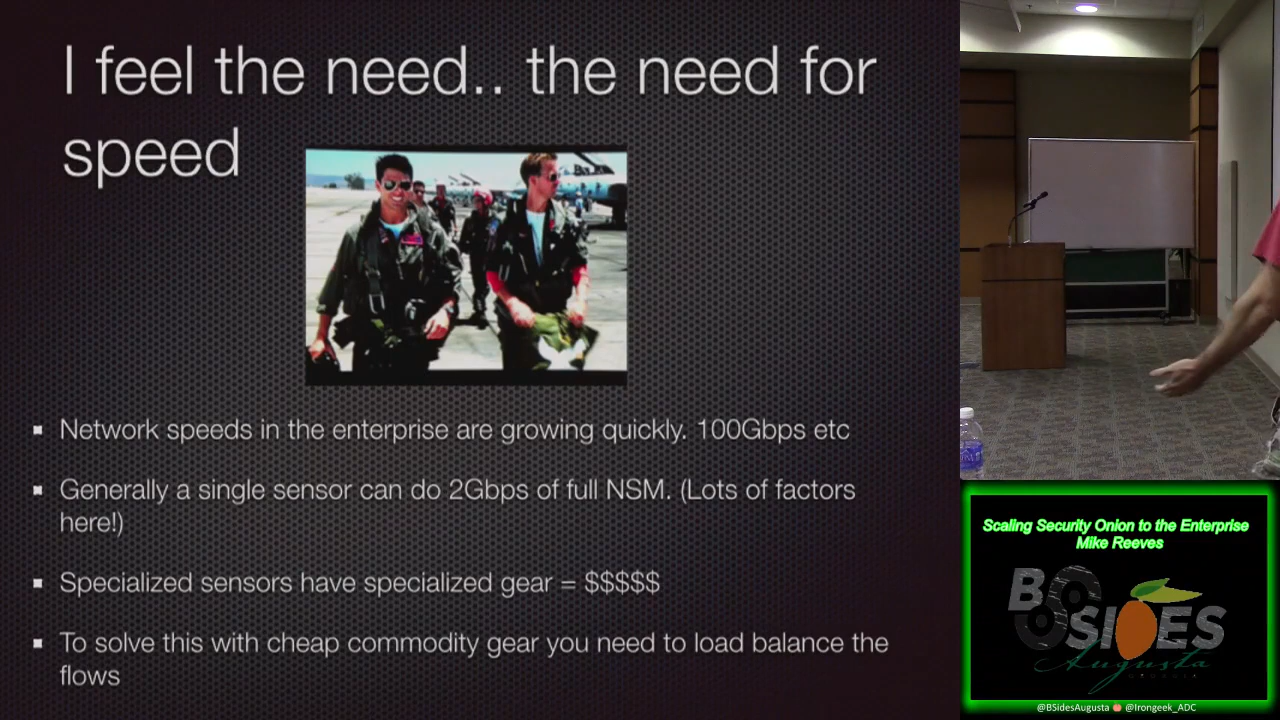 I feel the need.. the need for
speed
Network speeds in the enterprise are growing quickly. 100Gbps etc
Generally a single sensor can do 2Gbps of full NSM. (Lots of factors
here!)
Specialized sensors have specialized gear = $$$$$
To solve this with cheap commodity gear you need to load balance the
flows
Scaling Security Onion to the Enterprise
Mike Reeves
BSIDES
Augusta
GEORGIA
@BSidesAugusta @Irongeek_ADC